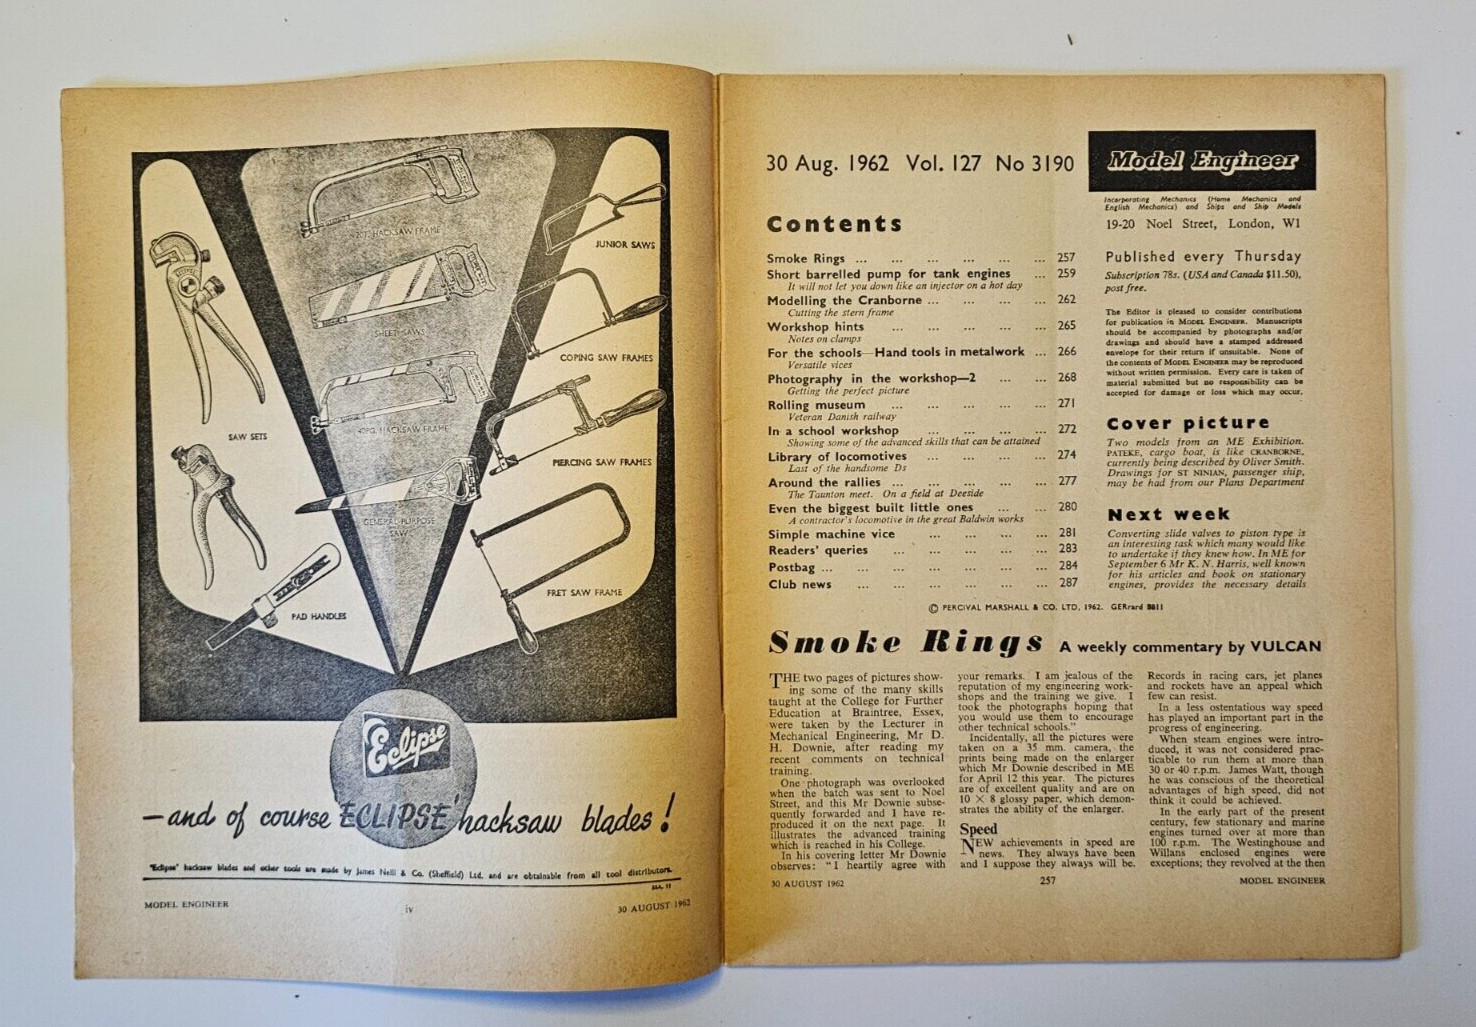 20T. HACKSAW FRAME
JUNIOR SAWS
SHEET SAWS
COPING SAW FRAMES
40PG. HACKSAW FRAME
SAW SETS
PIERCING SAW FRAMES
GENERAL PURPOSE
SAW
FRET SAW FRAME
PAD HANDLES
Eclipse
—and of course 'ECLIPSE' hacksaw blades!
'Eclipse' hacksaw blades and other tools are made by James Neill & Co. (Sheffield) Ltd. and are obtainable from all tool distributors.
MODEL ENGINEER
iv
30 AUGUST 1962
30 Aug. 1962 Vol. 127 No 3190
Model Engineer
Incorporating Mechanics (Home Mechanics and
English Mechanics) and Ships and Ship Models
19-20 Noel Street, London, W1
Contents
Smoke Rings ... ... ... ... ... ... 257
Short barrelled pump for tank engines ... 259
It will not let you down like an injector on a hot day
Modelling the Cranborne ... ... ... ... 262
Cutting the stern frame
Workshop hints ... ... ... ... ... 265
Notes on clamps
For the schools—Hand tools in metalwork ... 266
Versatile vices
Photography in the workshop—2 ... ... 268
Getting the perfect picture
Rolling museum ... ... ... ... ... 271
Veteran Danish railway
In a school workshop ... ... ... ... 272
Showing some of the advanced skills that can be attained
Library of locomotives ... ... ... ... 274
Last of the handsome Ds
Around the rallies ... ... ... ... ... 277
The Taunton meet. On a field at Deeside
Even the biggest built little ones ... ... 280
A contractor's locomotive in the great Baldwin works
Simple machine vice ... ... ... ... 281
Readers' queries ... ... ... ... ... 283
Postbag ... ... ... ... ... ... ... 284
Club news ... ... ... ... ... ... 287
Published every Thursday
Subscription 78s. (USA and Canada $11.50),
post free.
The Editor is pleased to consider contributions
for publication in MODEL ENGINEER. Manuscripts
should be accompanied by photographs and/or
drawings and should have a stamped addressed
envelope for their return if unsuitable. None of
the contents of MODEL ENGINEER may be reproduced
without written permission. Every care is taken of
material submitted but no responsibility can be
accepted for damage or loss which may occur.
Cover picture
Two models from an ME Exhibition.
PATEKE, cargo boat, is like CRANBORNE,
currently being described by Oliver Smith.
Drawings for ST NINIAN, passenger ship,
may be had from our Plans Department
Next week
Converting slide valves to piston type is
an interesting task which many would like
to undertake if they knew how. In ME for
September 6 Mr K. N. Harris, well known
for his articles and book on stationary
engines, provides the necessary details
© PERCIVAL MARSHALL & CO. LTD, 1962. GERrard 8811
Smoke Rings A weekly commentary by VULCAN
THE two pages of pictures show-
ing some of the many skills
taught at the College for Further
Education at Braintree, Essex,
were taken by the Lecturer in
Mechanical Engineering, Mr D.
H. Downie, after reading my
recent comments on technical
training.
One photograph was overlooked
when the batch was sent to Noel
Street, and this Mr Downie subse-
quently forwarded and I have re-
produced it on the next page. It
illustrates the advanced training
which is reached in his College.
In his covering letter Mr Downie
observes: "I heartily agree with
your remarks. I am jealous of the
reputation of my engineering work-
shops and the training we give. I
took the photographs hoping that
you would use them to encourage
other technical schools."
Incidentally, all the pictures were
taken on a 35 mm. camera, the
prints being made on the enlarger
which Mr Downie described in ME
for April 12 this year. The pictures
are of excellent quality and are on
10 × 8 glossy paper, which demon-
strates the ability of the enlarger.
Speed
NEW achievements in speed are
news. They always have been
and I suppose they always will be.
Records in racing cars, jet planes
and rockets have an appeal which
few can resist.
In a less ostentatious way speed
has played an important part in the
progress of engineering.
When steam engines were intro-
duced, it was not considered prac-
ticable to run them at more than
30 or 40 r.p.m. James Watt, though
he was conscious of the theoretical
advantages of high speed, did not
think it could be achieved.
In the early part of the present
century, few stationary and marine
engines turned over at more than
100 r.p.m. The Westinghouse and
Willans enclosed engines were
exceptions; they revolved at the then
30 AUGUST 1962
257
MODEL ENGINEER